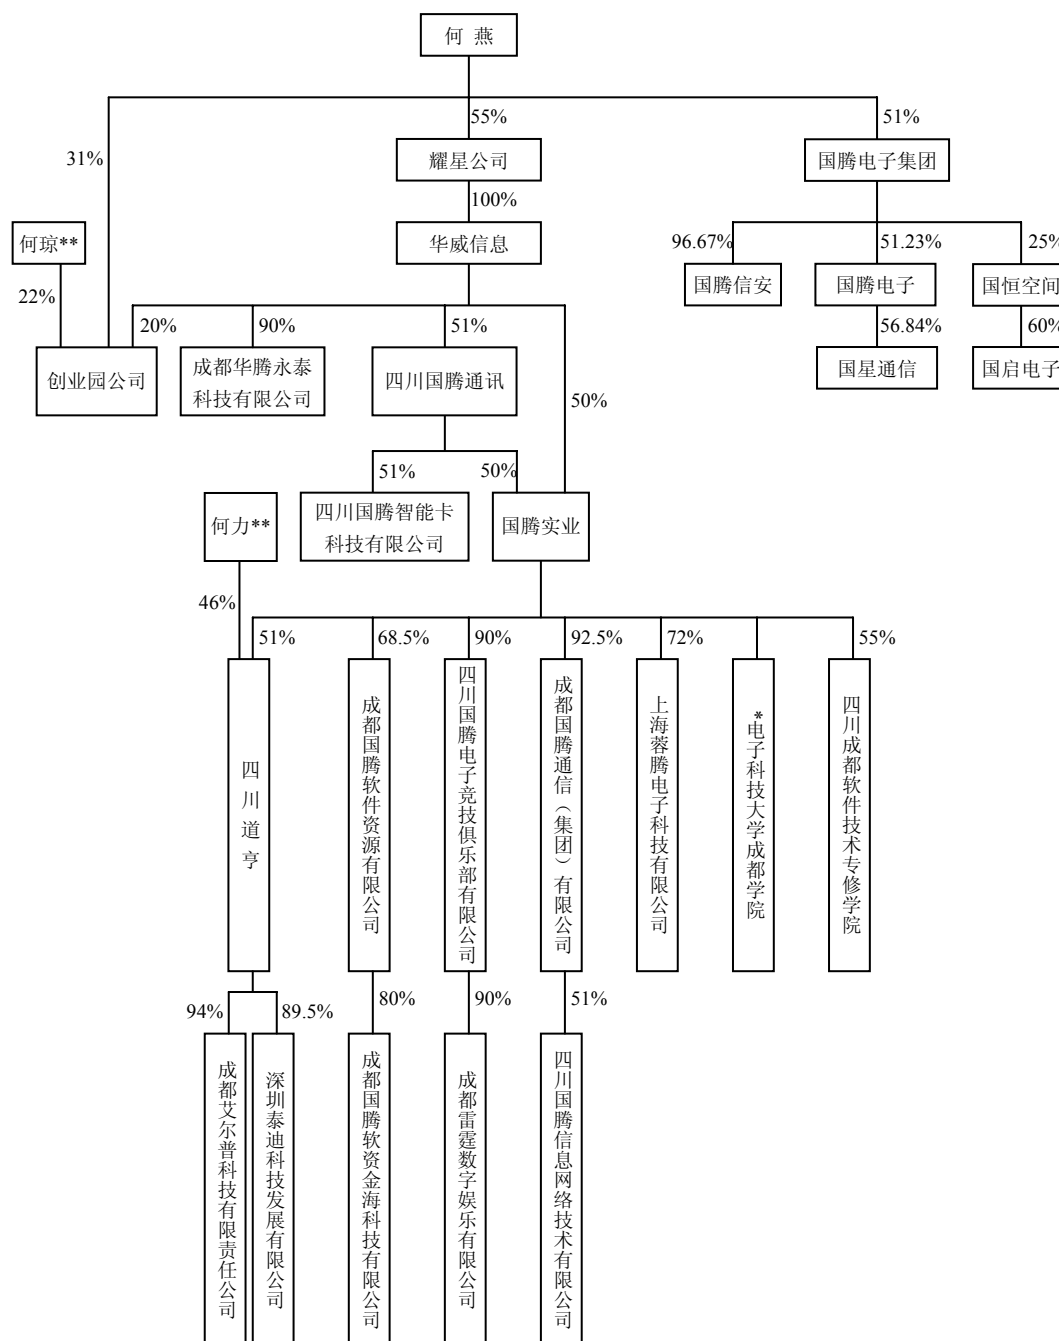 何 燕
55%
51%
31%
耀星公司
国腾电子集团
100%
何琼**
华威信息
96.67%
51.23%
25%
国腾信安
国腾电子
国恒空间
22%
20%
90%
51%
56.84%
60%
创业园公司
成都华腾永泰
科技有限公司
四川国腾通讯
国星通信
国启电子
50%
51%
50%
何力**
四川国腾智能卡
科技有限公司
国腾实业
46%
51%
68.5%
90%
92.5%
72%
55%
四川道亨
成都国腾软件资源有限公司
四川国腾电子竞技俱乐部有限公司
成都国腾通信（集团）有限公司
上海蓉腾电子科技有限公司
*电子科技大学成都学院
四川成都软件技术专修学院
94%
89.5%
80%
90%
51%
成都艾尔普科技有限责任公司
深圳泰迪科技发展有限公司
成都国腾软资金海科技有限公司
成都雷霆数字娱乐有限公司
四川国腾信息网络技术有限公司